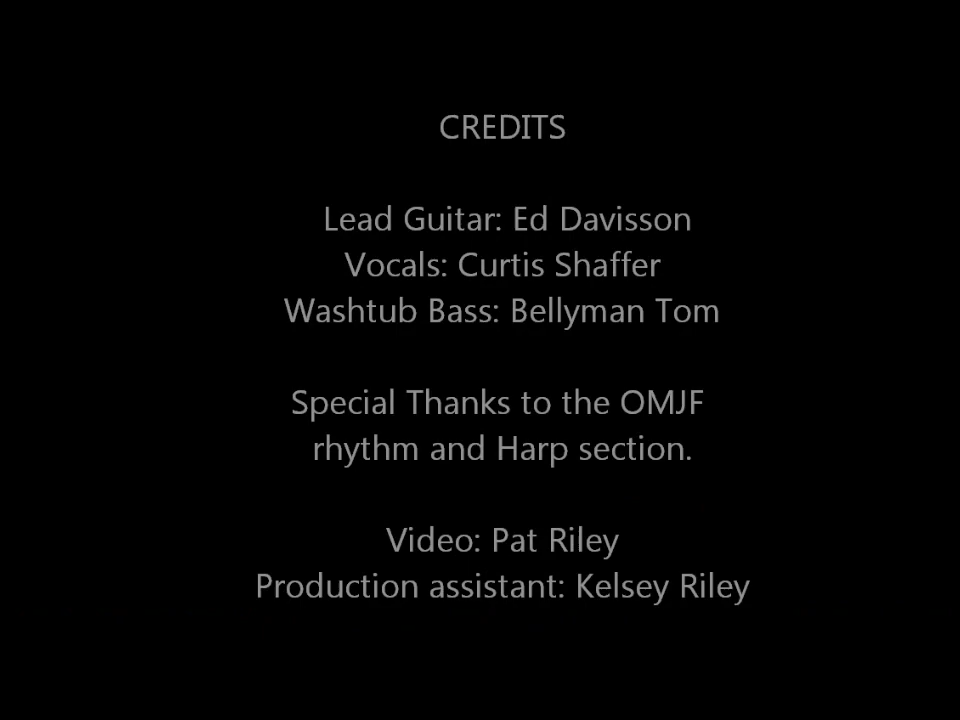 CREDITS
Lead Guitar: Ed Davisson
Vocals: Curtis Shaffer
Washtub Bass: Bellyman Tom
Special Thanks to the OMJF
rhythm and Harp section.
Video: Pat Riley
Production assistant: Kelsey Riley